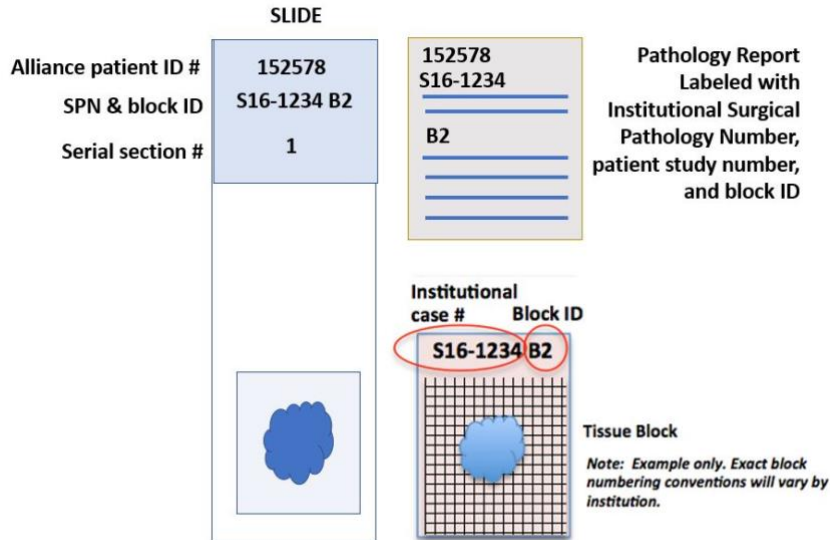 SLIDE
Alliance patient ID #
152578
SPN & block ID
S16-1234 B2
Serial section #
1
152578
S16-1234
B2
Pathology Report
Labeled with
Institutional Surgical
Pathology Number,
patient study number,
and block ID
Institutional
case #
Block ID
S16-1234 B2
Tissue Block
Note: Example only. Exact block
numbering conventions will vary by
institution.